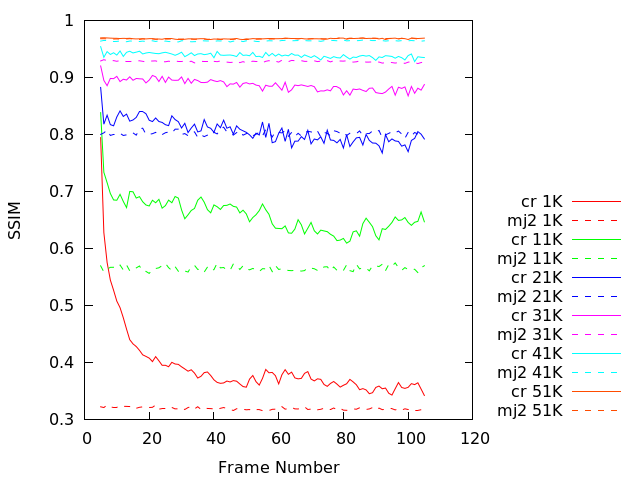 1
0.9
0.8
0.7
0.6
0.5
0.4
0.3
SSIM
0 20 40 60 80 100 120
Frame Number
cr 1K
mj2 1K
cr 11K
mj2 11K
cr 21K
mj2 21K
cr 31K
mj2 31K
cr 41K
mj2 41K
cr 51K
mj2 51K